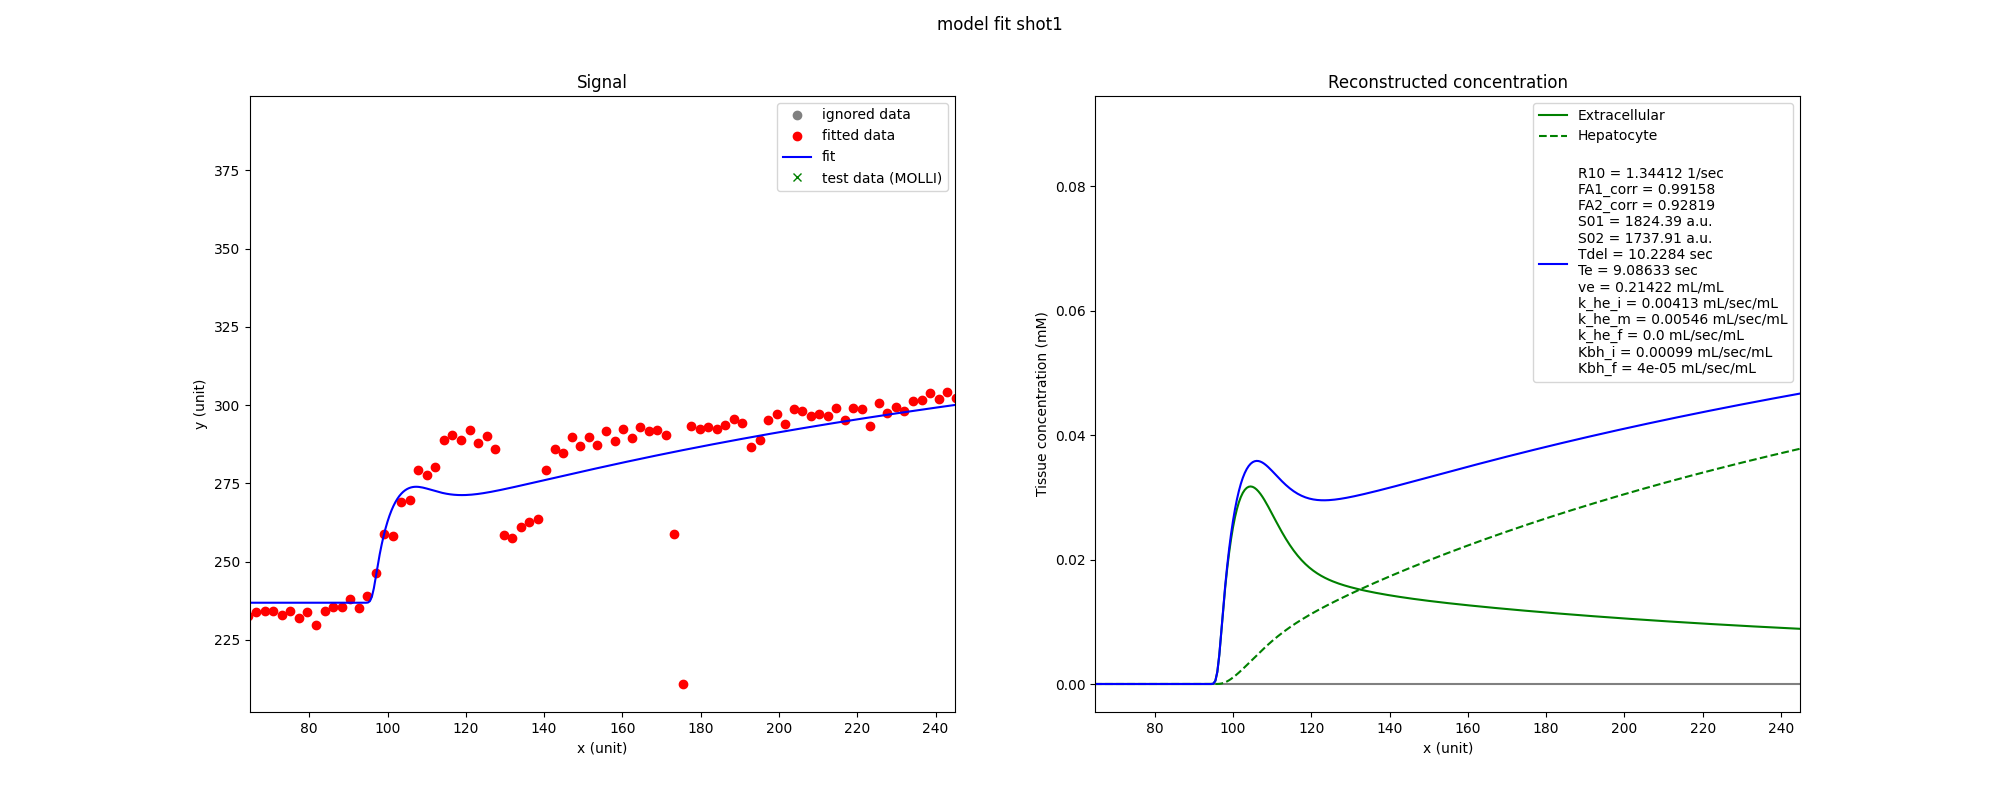 model fit shot1
Signal
y (unit)
375
350
325
300
275
250
225
80
100
120
140
160
180
200
220
240
x (unit)
ignored data
fitted data
fit
test data (MOLLI)
Reconstructed concentration
Tissue concentration (mM)
0.08
0.06
0.04
0.02
0.00
80
100
120
140
160
180
200
220
240
x (unit)
Extracellular
Hepatocyte
R10 = 1.34412 1/sec
FA1_corr = 0.99158
FA2_corr = 0.92819
S01 = 1824.39 a.u.
S02 = 1737.91 a.u.
Tdel = 10.2284 sec
Te = 9.08633 sec
ve = 0.21422 mL/mL
k_he_i = 0.00413 mL/sec/mL
k_he_m = 0.00546 mL/sec/mL
k_he_f = 0.0 mL/sec/mL
Kbh_i = 0.00099 mL/sec/mL
Kbh_f = 4e-05 mL/sec/mL